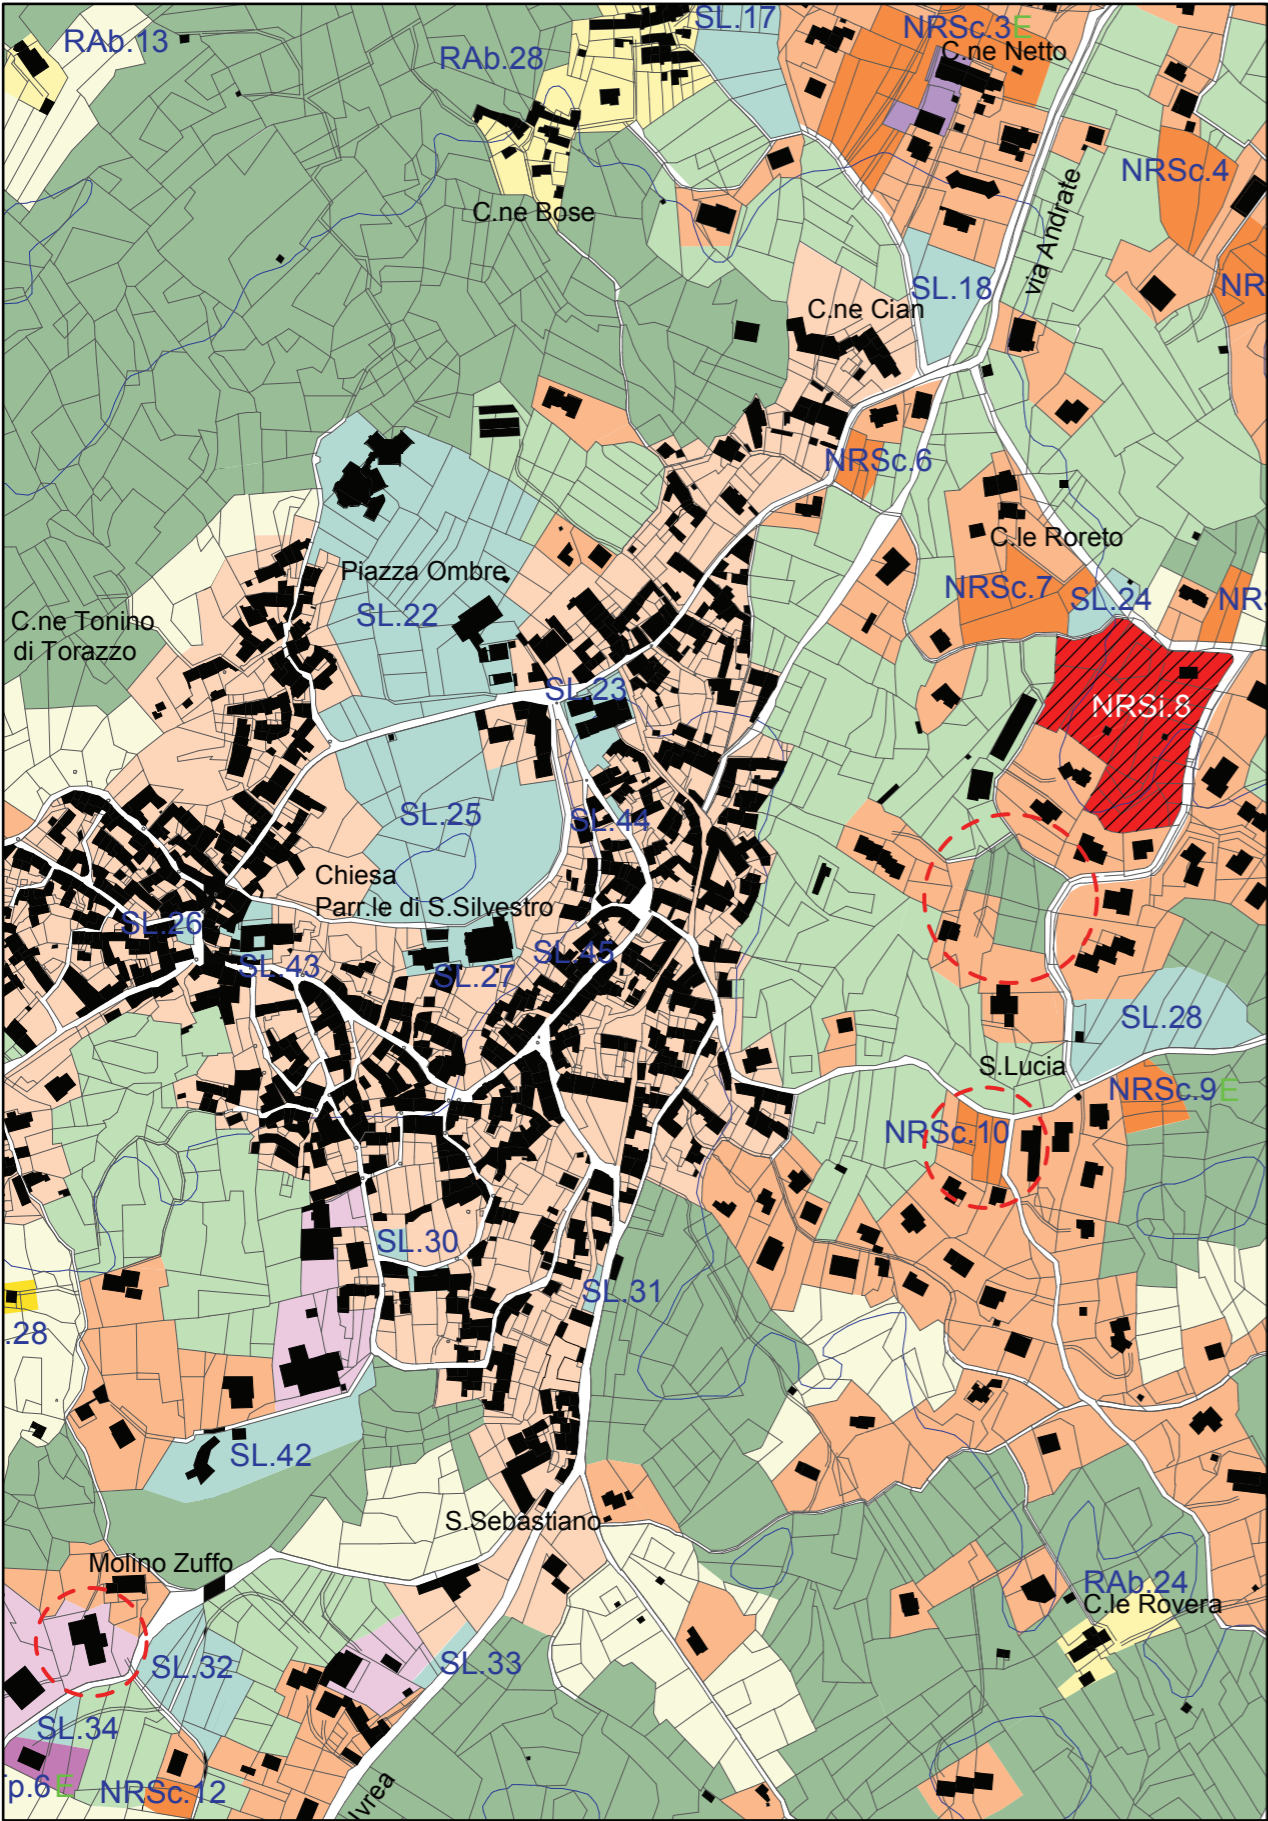 SL.17
NRSc.3E
RAb.13
C.ne Netto
RAb.28
NRSc.4
C.ne Bose
via Andrate
SL.18
NR
C.ne Cian
NRSc.6
C.le Roreto
Piazza Ombre
NRSc.7
SL.24
NR
SL.22
C.ne Tonino
di Torazzo
SL.23
NRSi.8
SL.25
SL.44
Chiesa
Parr.le di S.Silvestro
SL.26
SL.45
SL.43
SL.27
SL.28
S.Lucia
NRSc.9E
NRSc.10
SL.30
SL.31
.28
SL.42
S.Sebastiano
Molino Zuffo
RAb.24
C.le Rovera
SL.33
SL.32
SL.34
p.6E
NRSc.12
Ivrea